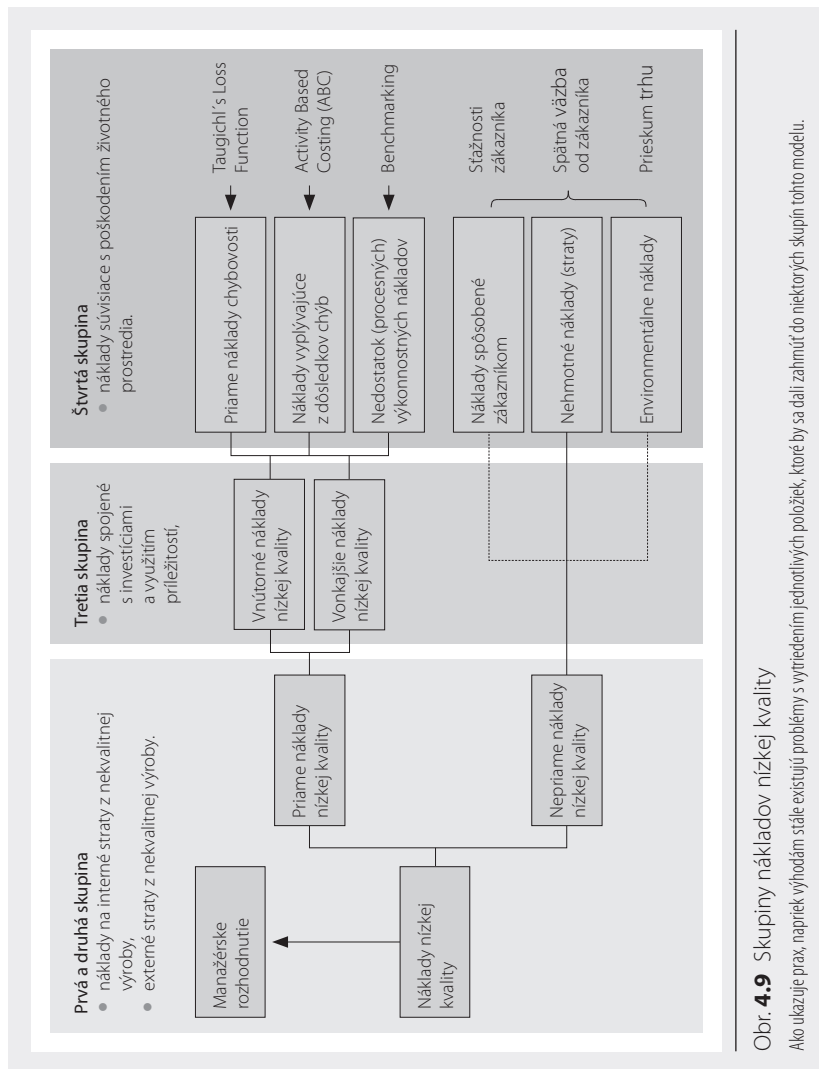 Prvá a druhá skupina
• náklady na interné straty z nekvalitnej
výroby,
• externé straty z nekvalitnej výroby.
Manažérske
rozhodnutie
Náklady nízkej
kvality
Priame náklady
nízkej kvality
Nepriame náklady
nízkej kvality
Tretia skupina
• náklady spojené
s investíciami
a využitím
príležitostí,
Vnútorné náklady
nízkej kvality
Vonkajšie náklady
nízkej kvality
Štvrtá skupina
• náklady súvisiace s poškodením životného
prostredia.
Priame náklady chybovosti
Náklady vyplývajúce
z dôsledkov chýb
Nedostatok (procesných)
výkonnostných nákladov
Náklady spôsobené
zákazníkom
Nehmotné náklady (straty)
Environmentálne náklady
Taugichl´s Loss
Function
Activity Based
Costing (ABC)
Benchmarking
Sťažnosti
zákazníka
Spätná väzba
od zákazníka
Prieskum trhu
Obr. 4.9 Skupiny nákladov nízkej kvality
Ako ukazuje prax, napriek výhodám stále existujú problémy s vytriedením jednotlivých položiek, ktoré by sa dali zahrnúť do niektorých skupín tohto modelu.